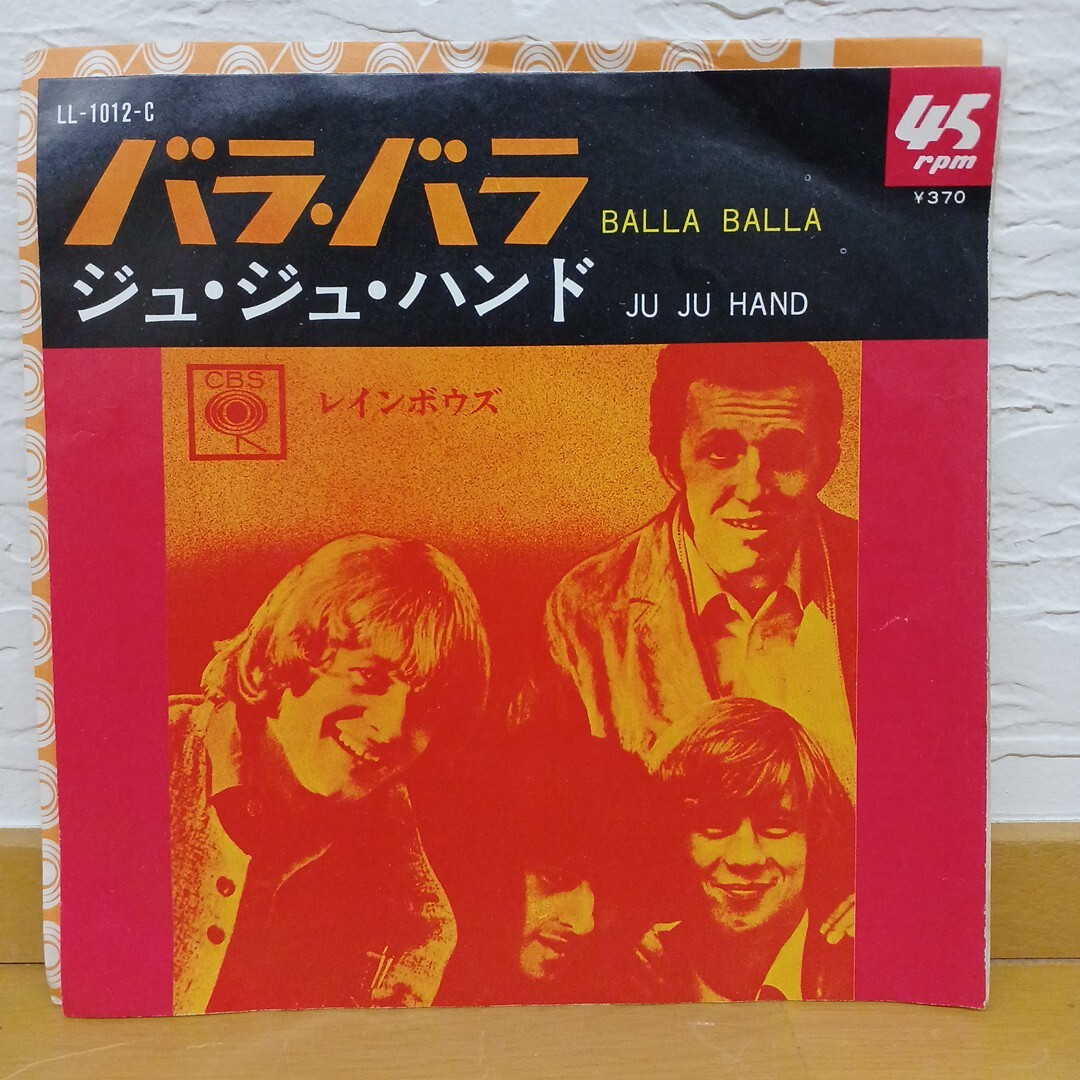 LL-1012-C
45
rpm
¥370
バラ・バラ
BALLA BALLA
ジュ・ジュ・ハンド
JU JU HAND
CBS
レインボウズ